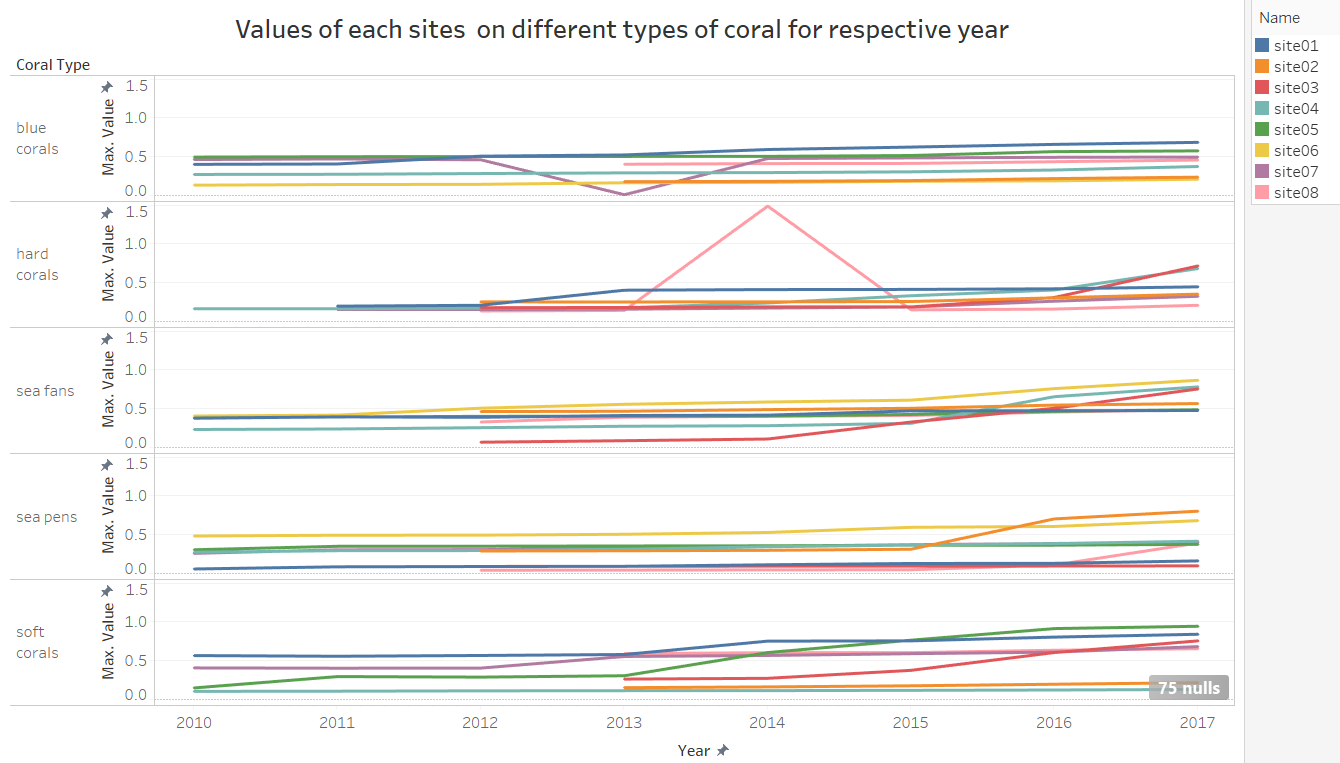 Values of each sites  on different types of coral for respective year
Coral Type
blue
corals
Max. Value
1.5
1.0
0.5
0.0
hard
corals
Max. Value
1.5
1.0
0.5
0.0
sea fans
Max. Value
1.5
1.0
0.5
0.0
sea pens
Max. Value
1.5
1.0
0.5
0.0
soft
corals
Max. Value
1.5
1.0
0.5
0.0
75 nulls
2010 2011 2012 2013 2014 2015 2016 2017
Year
Name
site01
site02
site03
site04
site05
site06
site07
site08